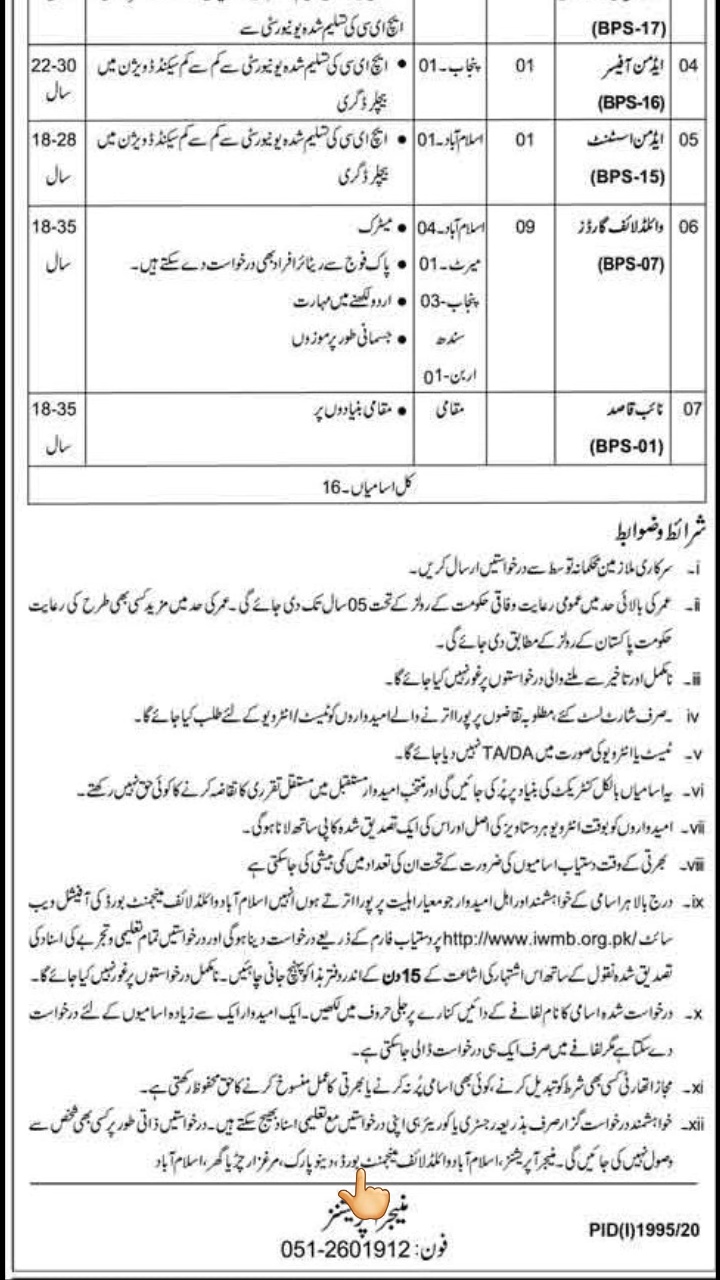 ایچ ای سی کی تسلیم شدہ یونیورسٹی سے
(BPS-17)
04 ایڈمن آفیسر 01 پنجاب۔01 • ایچ ای سی کی تسلیم شدہ یونیورسٹی سے کم سے کم سیکنڈ ڈویژن میں 22-30
(BPS-16) بیچلر ڈگری سال
05 ایڈمن اسسٹنٹ 01 اسلام آباد۔01 • ایچ ای سی کی تسلیم شدہ یونیورسٹی سے کم سے کم سیکنڈ ڈویژن میں 18-28
(BPS-15) بیچلر ڈگری سال
06 وائلڈ لائف گارڈز 09 اسلام آباد۔04 • میٹرک 18-35
(BPS-07) میرٹ۔01 • پاک فوج سے ریٹائر افراد بھی درخواست دے سکتے ہیں۔ سال
پنجاب-03 • اردو لکھنے میں مہارت
سندھ • جسمانی طور پر موزوں
اربن-01
07 نائب قاصد مقامی • مقامی بنیادوں پر 18-35
(BPS-01) سال
کل اسامیاں۔16
شرائط و ضوابط
i۔ سرکاری ملازمین محکمانہ توسط سے درخواستیں ارسال کریں۔
ii۔ عمر کی بالائی حد میں عمومی رعایت وفاقی حکومت کے رولز کے تحت 05 سال تک دی جائے گی۔ عمر کی حد میں مزید کسی بھی طرح کی رعایت
حکومت پاکستان کے رولز کے مطابق دی جائے گی۔
iii۔ نامکمل اور تاخیر سے ملنے والی درخواستوں پر غور نہیں کیا جائے گا۔
iv ۔صرف شارٹ لسٹ کئے، مطلوبہ تقاضوں پر پورا اترنے والے امیدواروں کو ٹیسٹ/انٹرویو کے لئے طلب کیا جائے گا۔
v۔ ٹیسٹ یا انٹرویو کی صورت میں TA/DA نہیں دیا جائے گا۔
vi۔ یہ اسامیاں بالکل کنٹریکٹ کی بنیاد پر پُر کی جائیں گی اور منتخب امیدوار مستقبل میں مستقل تقرری کا تقاضہ کرنے کا کوئی حق نہیں رکھتے۔
vii۔ امیدواروں کو بوقت انٹرویو ہر دستاویز کی اصل اور اس کی ایک تصدیق شدہ کاپی ساتھ لانا ہوگی۔
viii۔ بھرتی کے وقت دستیاب اسامیوں کی ضرورت کے تحت ان کی تعداد میں کمی بیشی کی جا سکتی ہے
ix۔ درج بالا ہر اسامی کے خواہشمند اور اہل امیدوار جو معیار اہلیت پر پورا اترتے ہوں انہیں اسلام آباد وائلڈ لائف مینجمنٹ بورڈ کی آفیشل ویب
سائٹ http://www.iwmb.org.pk/ پر دستیاب فارم کے ذریعے درخواست دینا ہوگی اور درخواستیں تمام تعلیمی و تجربے کی اسناد کی
تصدیق شدہ نقول کے ساتھ اس اشتہار کی اشاعت کے 15 دن کے اندر دفتر ہذا کو پہنچ جانی چاہئیں۔ نامکمل درخواستوں پر غور نہیں کیا جائے گا۔
x۔ درخواست شدہ اسامی کا نام لفافے کے دائیں کنارے پر جلی حروف میں لکھیں۔ ایک امیدوار ایک سے زیادہ اسامیوں کے لئے درخواست
دے سکتا ہے مگر لفافے میں صرف ایک ہی درخواست ڈالی جا سکتی ہے۔
xi۔ مجاز اتھارٹی کسی بھی شرط کو تبدیل کرنے، کوئی بھی اسامی پُر نہ کرنے یا بھرتی کا عمل منسوخ کرنے کا حق محفوظ رکھتی ہے۔
xii۔ خواہشمند درخواست گزار صرف بذریعہ رجسٹری یا کوریئر ہی اپنی درخواستیں مع تعلیمی اسناد بھیج سکتے ہیں۔ درخواستیں ذاتی طور پر کسی بھی شخص سے
وصول نہیں کی جائیں گی۔ منیجر آپریشنز، اسلام آباد وائلڈ لائف مینجمنٹ بورڈ، دینو پارک، مرغزار چڑیا گھر، اسلام آباد
منیجر
فون: 051-2601912
PID(I)1995/20